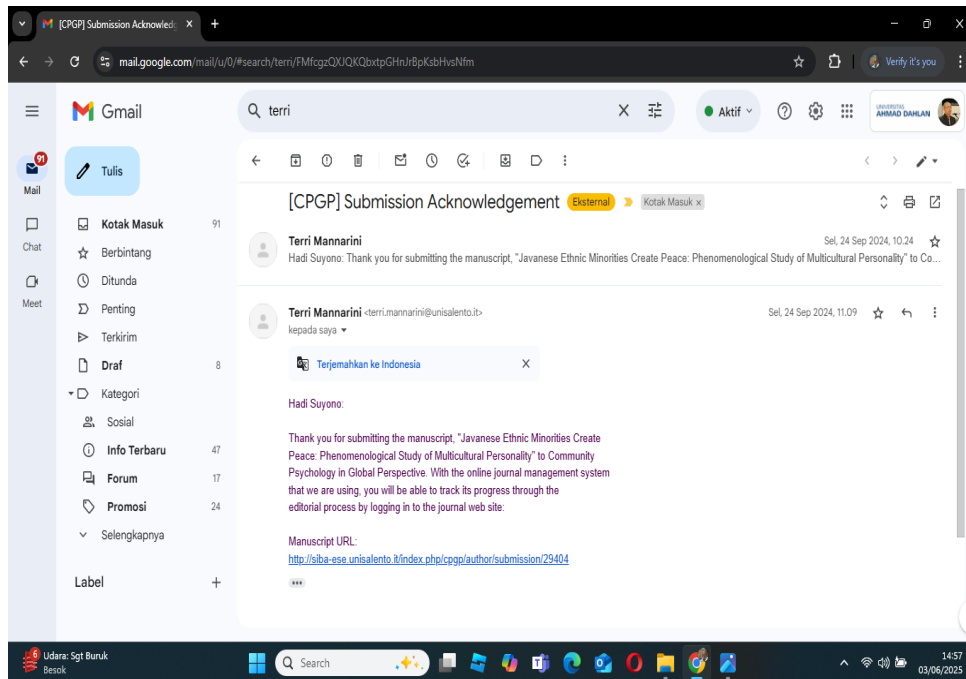 [CPGP] Submission Acknowledg
mail.google.com/mail/u/0/#search/terri/FMfcgzQXJQKQbxtpGHnJrBpKsbHvsNfm
Verify it's you
Gmail
terri
Aktif
UNIVERSITAS
AHMAD DAHLAN
91
Mail
Chat
Meet
Tulis
Kotak Masuk 91
Berbintang
Ditunda
Penting
Terkirim
Draf 8
Kategori
Sosial
Info Terbaru 47
Forum 17
Promosi 24
Selengkapnya
Label
[CPGP] Submission Acknowledgement Eksternal Kotak Masuk x
Terri Mannarini Sel, 24 Sep 2024, 10.24
Hadi Suyono: Thank you for submitting the manuscript, "Javanese Ethnic Minorities Create Peace: Phenomenological Study of Multicultural Personality" to Co...
Terri Mannarini <terri.mannarini@unisalento.it> Sel, 24 Sep 2024, 11.09
kepada saya
Terjemahkan ke Indonesia
Hadi Suyono:
Thank you for submitting the manuscript, "Javanese Ethnic Minorities Create
Peace: Phenomenological Study of Multicultural Personality" to Community
Psychology in Global Perspective. With the online journal management system
that we are using, you will be able to track its progress through the
editorial process by logging in to the journal web site:
Manuscript URL:
http://siba-ese.unisalento.it/index.php/cpgp/author/submission/29404
6
Udara: Sgt Buruk
Besok
Search
14:57
03/06/2025